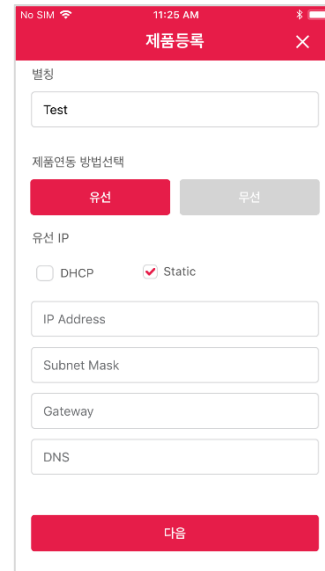 No SIM 11:25 AM
제품등록
별칭
Test
제품연동 방법선택
유선 무선
유선 IP
DHCP Static
IP Address
Subnet Mask
Gateway
DNS
다음